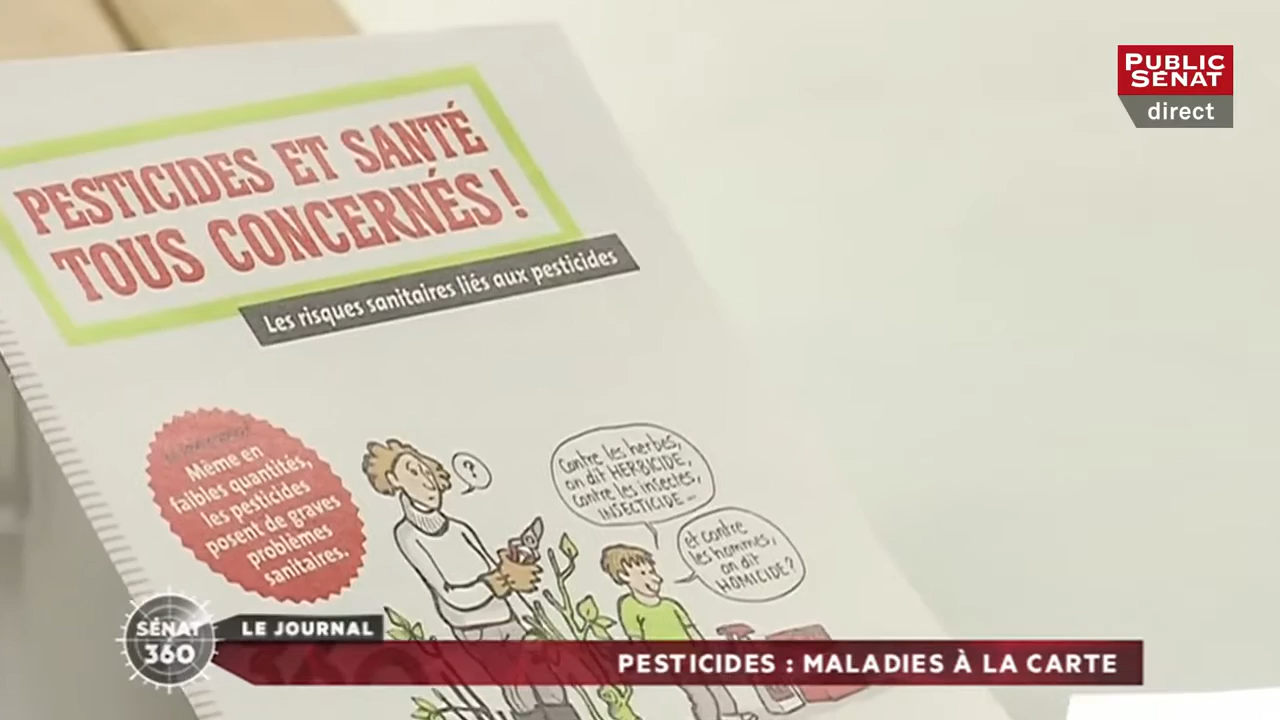 PUBLIC
SÉNAT
direct
PESTICIDES ET SANTÉ
TOUS CONCERNÉS !
Les risques sanitaires liés aux pesticides
Même en
faibles quantités,
les pesticides
posent de graves
problèmes
sanitaires.
?
Contre les herbes,
on dit HERBICIDE,
contre les insectes,
INSECTICIDE...
et contre
les hommes,
on dit
HOMICIDE?
SÉNAT
360
LE JOURNAL
PESTICIDES : MALADIES À LA CARTE